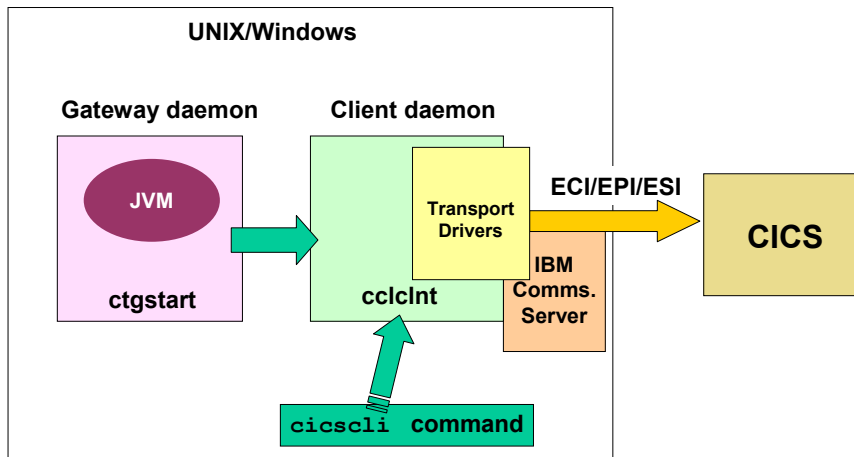 UNIX/Windows
Gateway daemon
Client daemon
JVM
ctgstart
Transport
Drivers
cclclnt
ECI/EPI/ESI
IBM
Comms.
Server
CICS
cicscli command